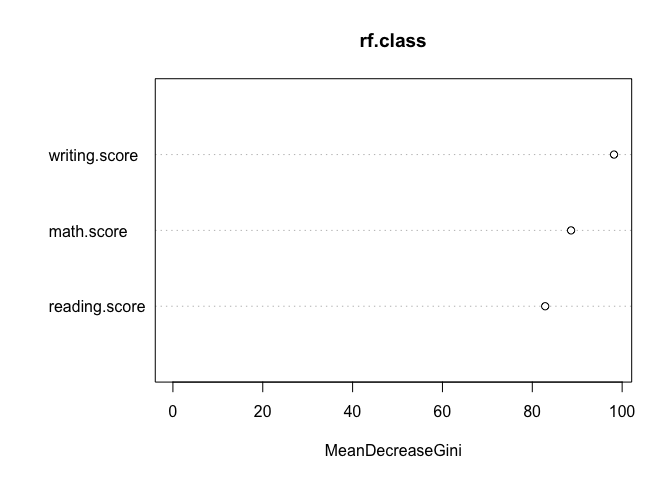 rf.class
writing.score
math.score
reading.score
0 20 40 60 80 100
MeanDecreaseGini